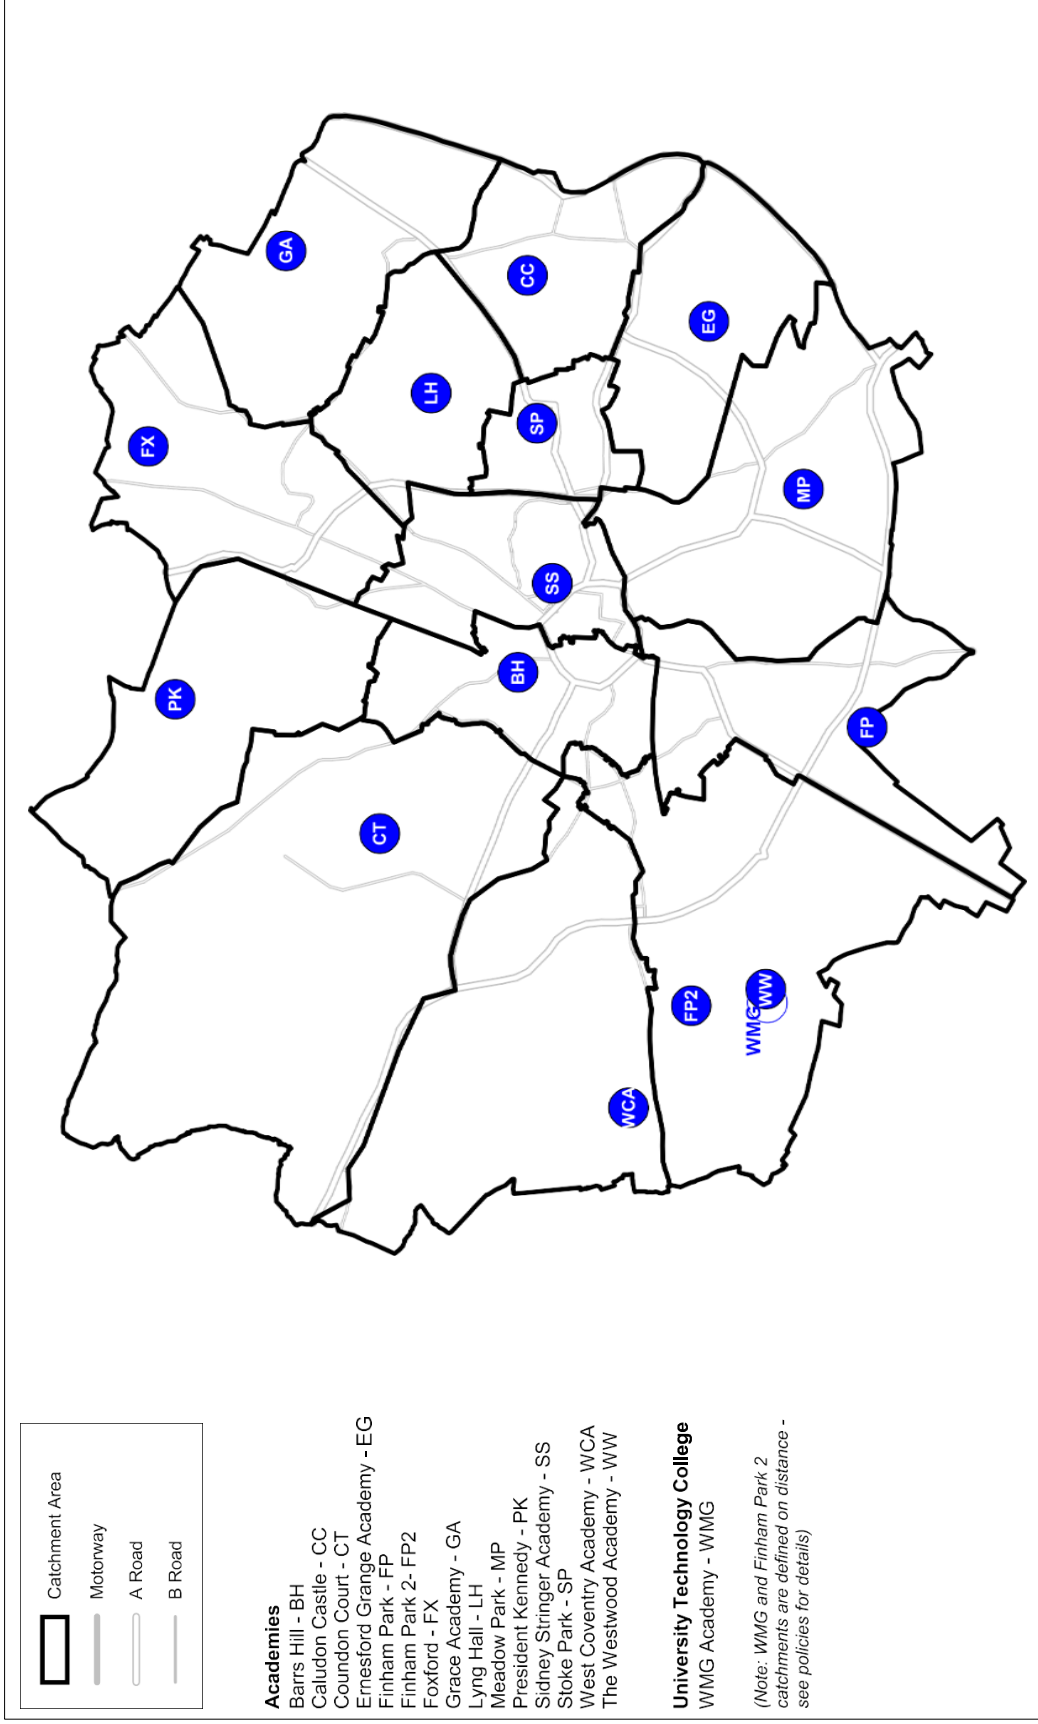 Catchment Area
Motorway
A Road
B Road
Academies
Barrs Hill - BH
Caludon Castle - CC
Coundon Court - CT
Ernesford Grange Academy - EG
Finham Park - FP
Finham Park 2- FP2
Foxford - FX
Grace Academy - GA
Lyng Hall - LH
Meadow Park - MP
President Kennedy - PK
Sidney Stringer Academy - SS
Stoke Park - SP
West Coventry Academy - WCA
The Westwood Academy - WW
University Technology College
WMG Academy - WMG
(Note: WMG and Finham Park 2
catchments are defined on distance -
see policies for details)
PK
FX
GA
CT
LH
BH
SS
SP
CC
WCA
FP2
WMG
WW
FP
MP
EG